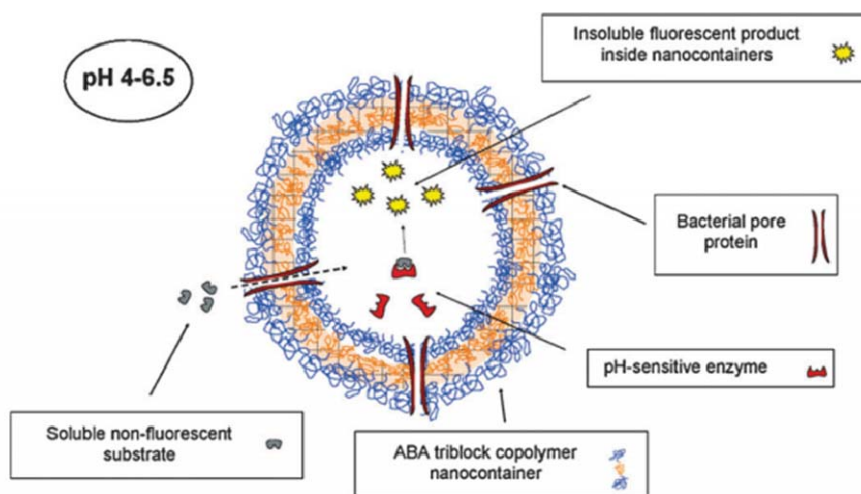 Insoluble fluorescent product
inside nanocontainers
pH 4-6.5
Bacterial pore
protein
pH-sensitive enzyme
Soluble non-fluorescent
substrate
ABA triblock copolymer
nanocontainer